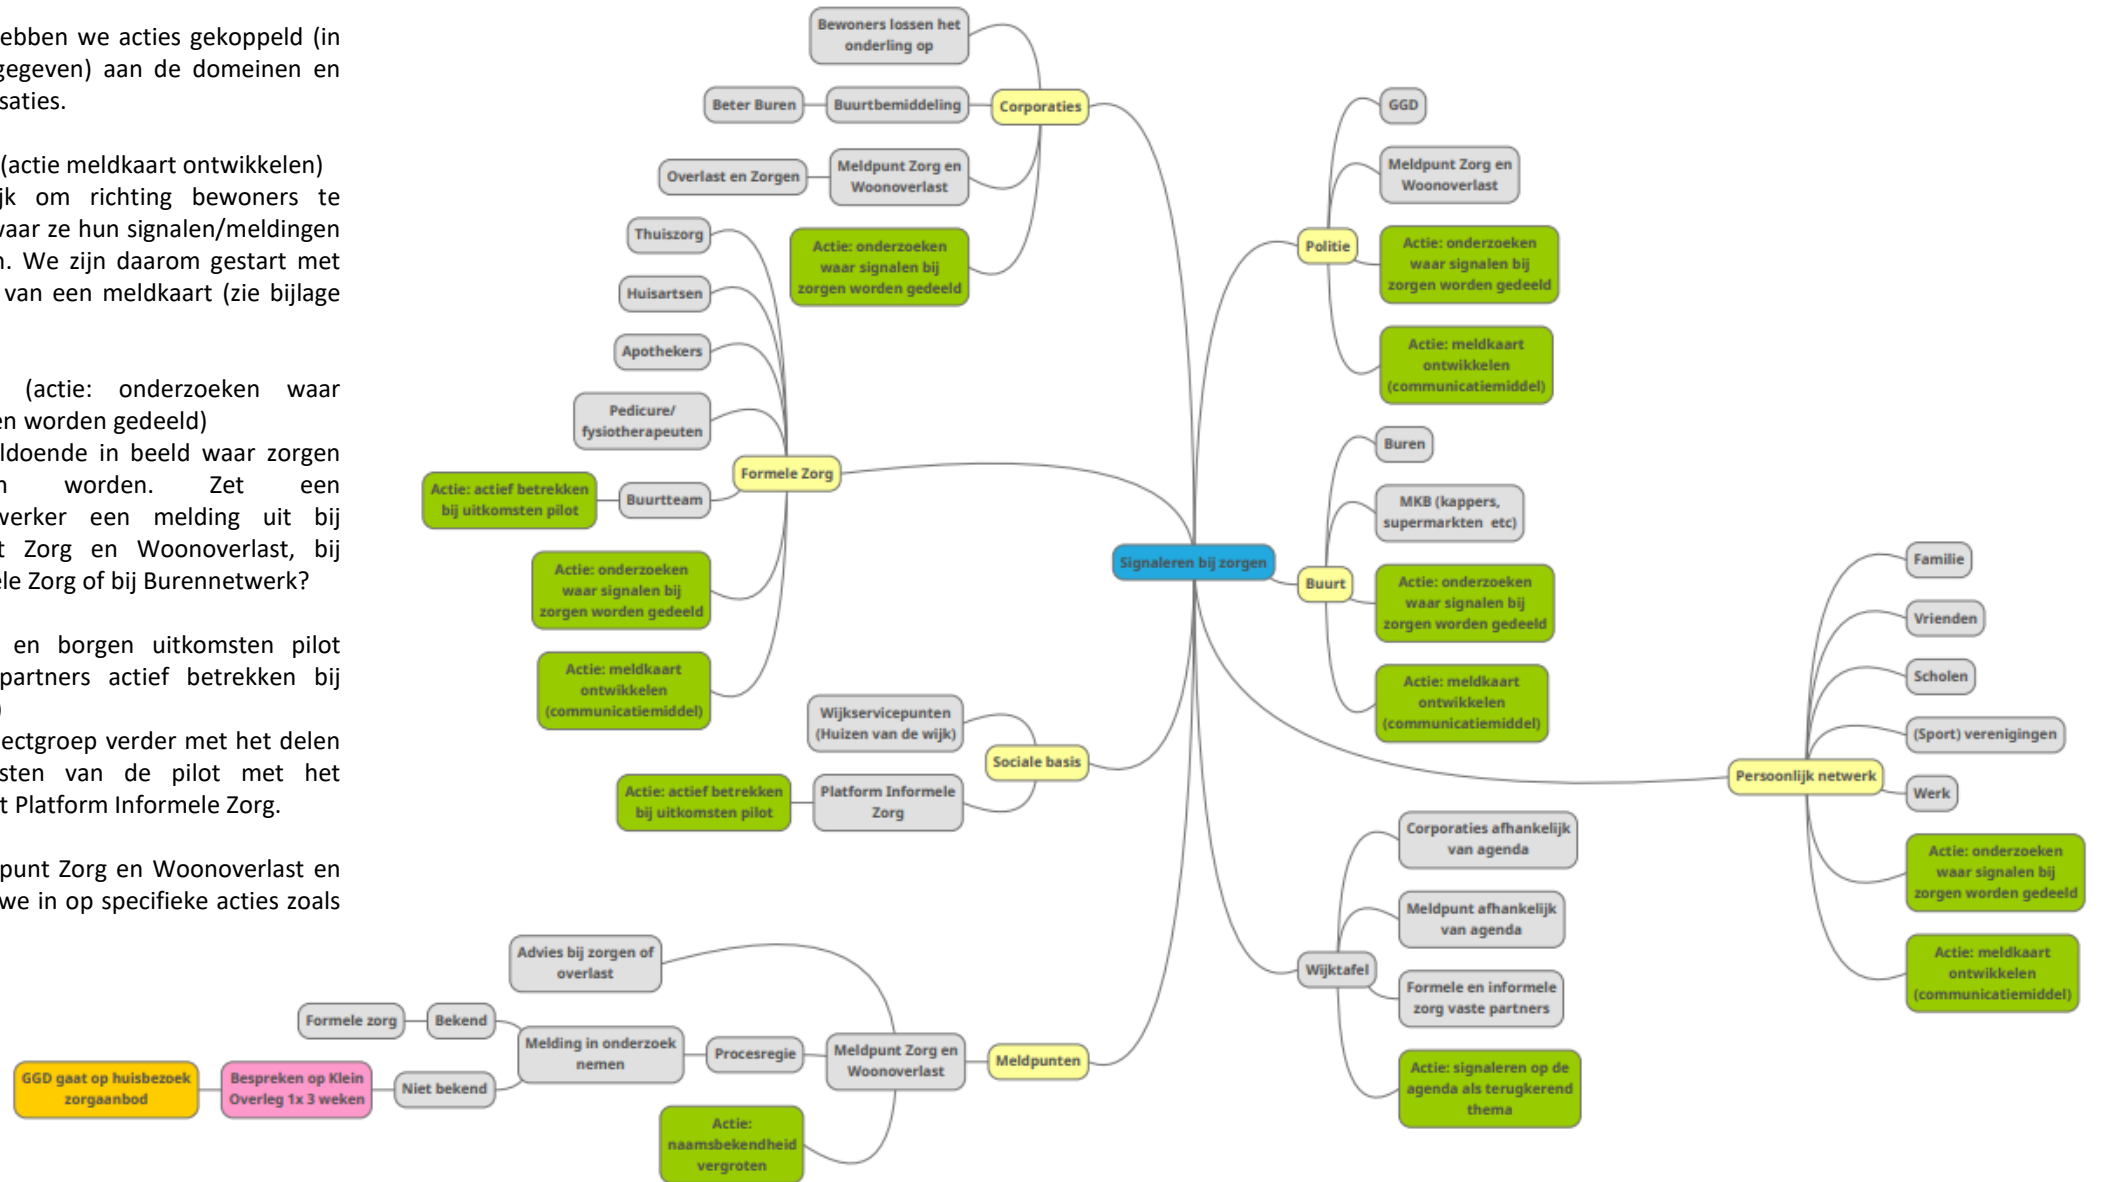 ebben we acties gekoppeld (in
gegeven) aan de domeinen en
saties.
(actie meldkaart ontwikkelen)
jk om richting bewoners te
vaar ze hun signalen/meldingen
n. We zijn daarom gestart met
van een meldkaart (zie bijlage
(actie: onderzoeken waar
en worden gedeeld)
ldoende in beeld waar zorgen
n worden. Zet een
verker een melding uit bij
t Zorg en Woonoverlast, bij
ele Zorg of bij Burennetwerk?
en borgen uitkomsten pilot
partners actief betrekken bij
)
ectgroep verder met het delen
sten van de pilot met het
t Platform Informele Zorg.
punt Zorg en Woonoverlast en
we in op specifieke acties zoals
Bewoners lossen het
onderling op
Beter Buren
Buurtbemiddeling
Corporaties
Overlast en Zorgen
Meldpunt Zorg en
Woonoverlast
Actie: onderzoeken
waar signalen bij
zorgen worden gedeeld
Thuiszorg
Huisartsen
Apothekers
Pedicure/
fysiotherapeuten
Formele Zorg
Actie: actief betrekken
bij uitkomsten pilot
Buurtteam
Actie: onderzoeken
waar signalen bij
zorgen worden gedeeld
Actie: meldkaart
ontwikkelen
(communicatiemiddel)
Wijkservicepunten
(Huizen van de wijk)
Sociale basis
Actie: actief betrekken
bij uitkomsten pilot
Platform Informele
Zorg
Advies bij zorgen of
overlast
Formele zorg
Bekend
Melding in onderzoek
nemen
Procesregie
Meldpunt Zorg en
Woonoverlast
Meldpunten
GGD gaat op huisbezoek
zorgaanbod
Bespreken op Klein
Overleg 1x 3 weken
Niet bekend
Actie:
naamsbekendheid
vergroten
Signaleren bij zorgen
GGD
Meldpunt Zorg en
Woonoverlast
Politie
Actie: onderzoeken
waar signalen bij
zorgen worden gedeeld
Actie: meldkaart
ontwikkelen
(communicatiemiddel)
Buren
MKB (kappers,
supermarkten etc)
Buurt
Actie: onderzoeken
waar signalen bij
zorgen worden gedeeld
Actie: meldkaart
ontwikkelen
(communicatiemiddel)
Familie
Vrienden
Scholen
(Sport) verenigingen
Persoonlijk netwerk
Werk
Actie: onderzoeken
waar signalen bij
zorgen worden gedeeld
Actie: meldkaart
ontwikkelen
(communicatiemiddel)
Corporaties afhankelijk
van agenda
Meldpunt afhankelijk
van agenda
Wijktafel
Formele en informele
zorg vaste partners
Actie: signaleren op de
agenda als terugkerend
thema